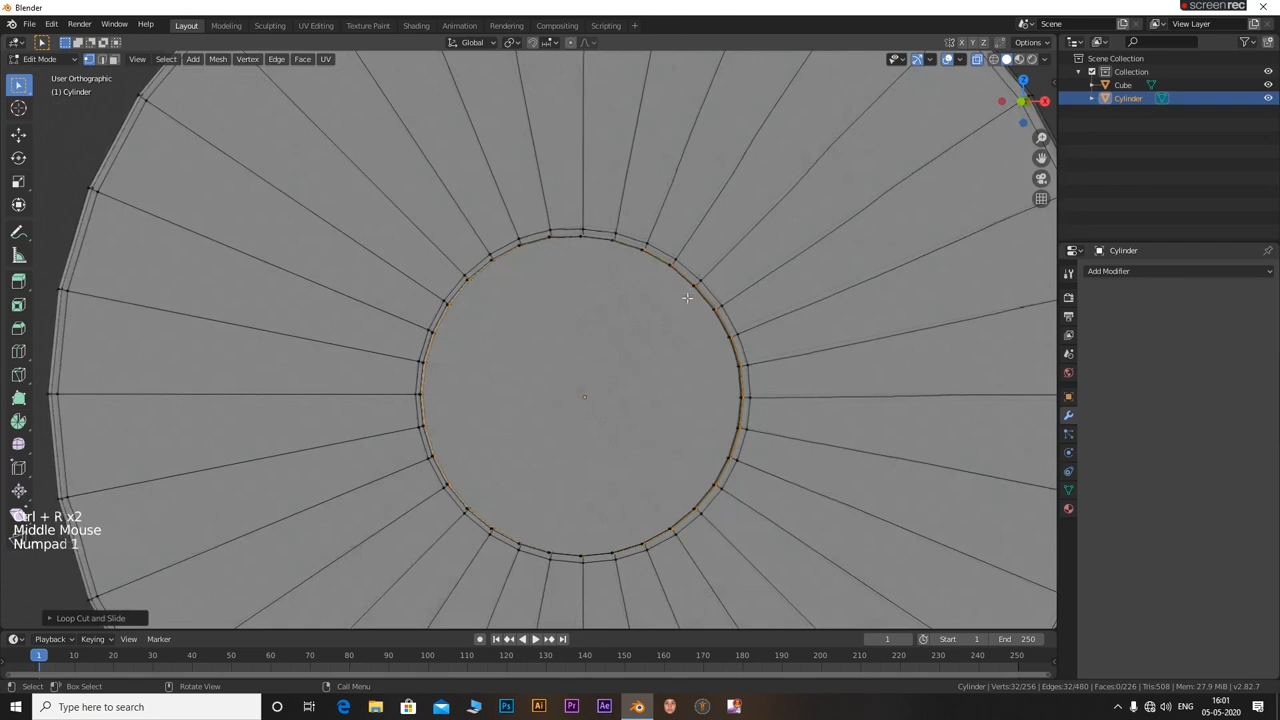 Blender
screenrec
File Edit Render Window Help
Layout Modeling Sculpting UV Editing Texture Paint Shading Animation Rendering Compositing Scripting +
Scene
View Layer
Global
X Y Z
Options
Edit Mode
View Select Add Mesh Vertex Edge Face UV
User Orthographic
(1) Cylinder
Z
X
Scene Collection
Collection
Cube
Cylinder
Cylinder
Add Modifier
Ctrl + R x2
Middle Mouse
Numpad 1
Loop Cut and Slide
Playback Keying View Marker
1
Start 1
End 250
1 10 20 30 40 50 60 70 80 90 100 110 120 130 140 150 160 170 180 190 200 210 220 230 240 250
Select Box Select Rotate View Call Menu
Cylinder | Verts:32/256 | Edges:32/480 | Faces:0/226 | Tris:508 | Mem: 27.9 MiB | v2.82.7
Type here to search
Ps Ai Pr Ae
ENG
16:01
05-05-2020